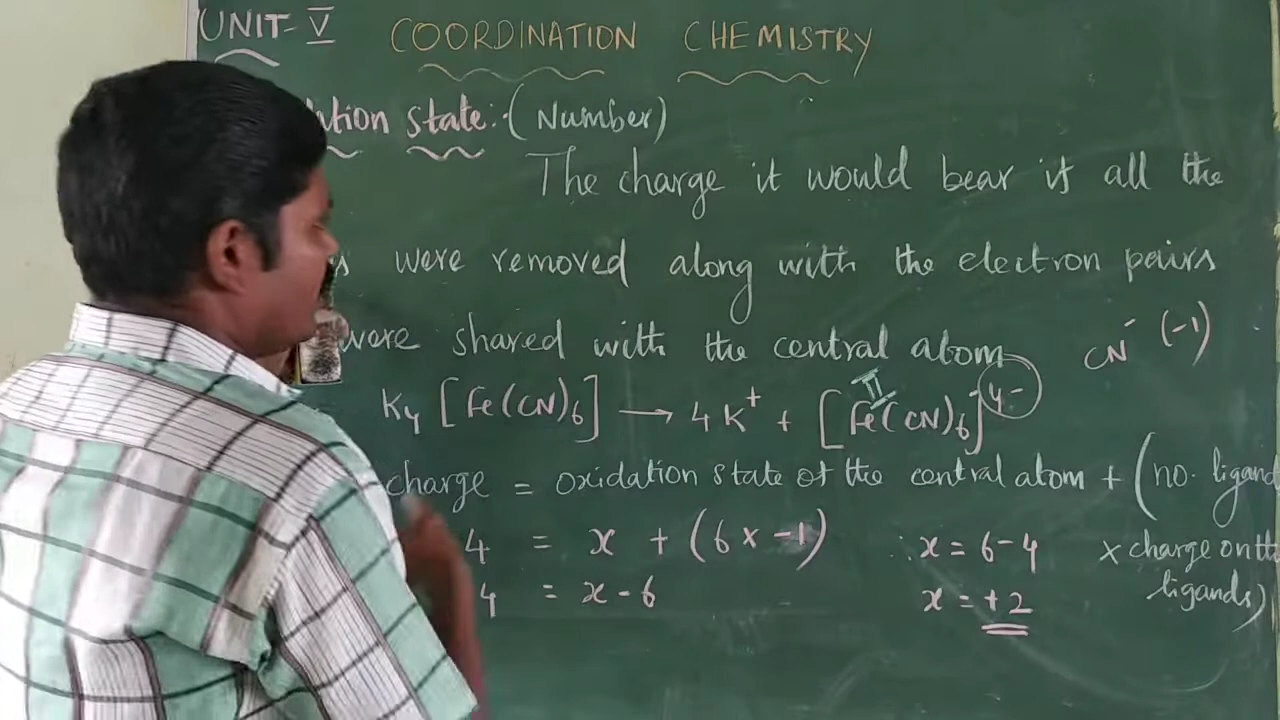 UNIT-V COORDINATION CHEMISTRY
dation state:- (Number)
The charge it would bear if all the
s were removed along with the electron pairs
were shared with the central atom
CN⁻ (-1)
K₄ [Fe(CN)₆] → 4K⁺ + [Fe(CN)₆]⁴⁻
II
charge = oxidation state of the central atom + (no. ligand
4 = x + (6 x -1) ∴ x = 6-4 x charge on the
4 = x - 6 x = +2 ligands)